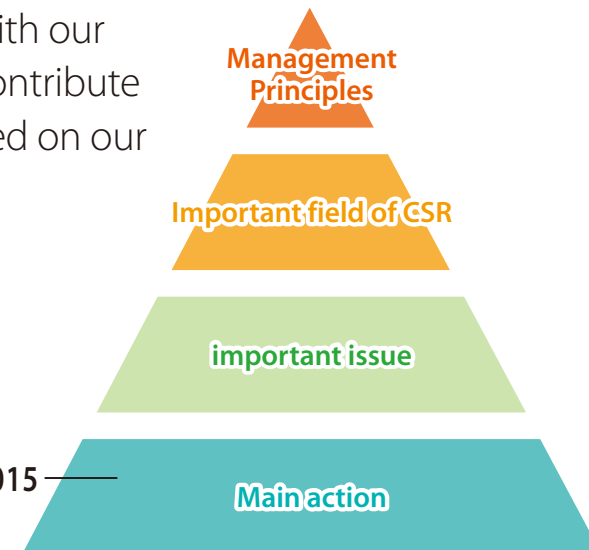 ith our
ontribute
ed on our
Management
Principles
Important field of CSR
important issue
015
Main action